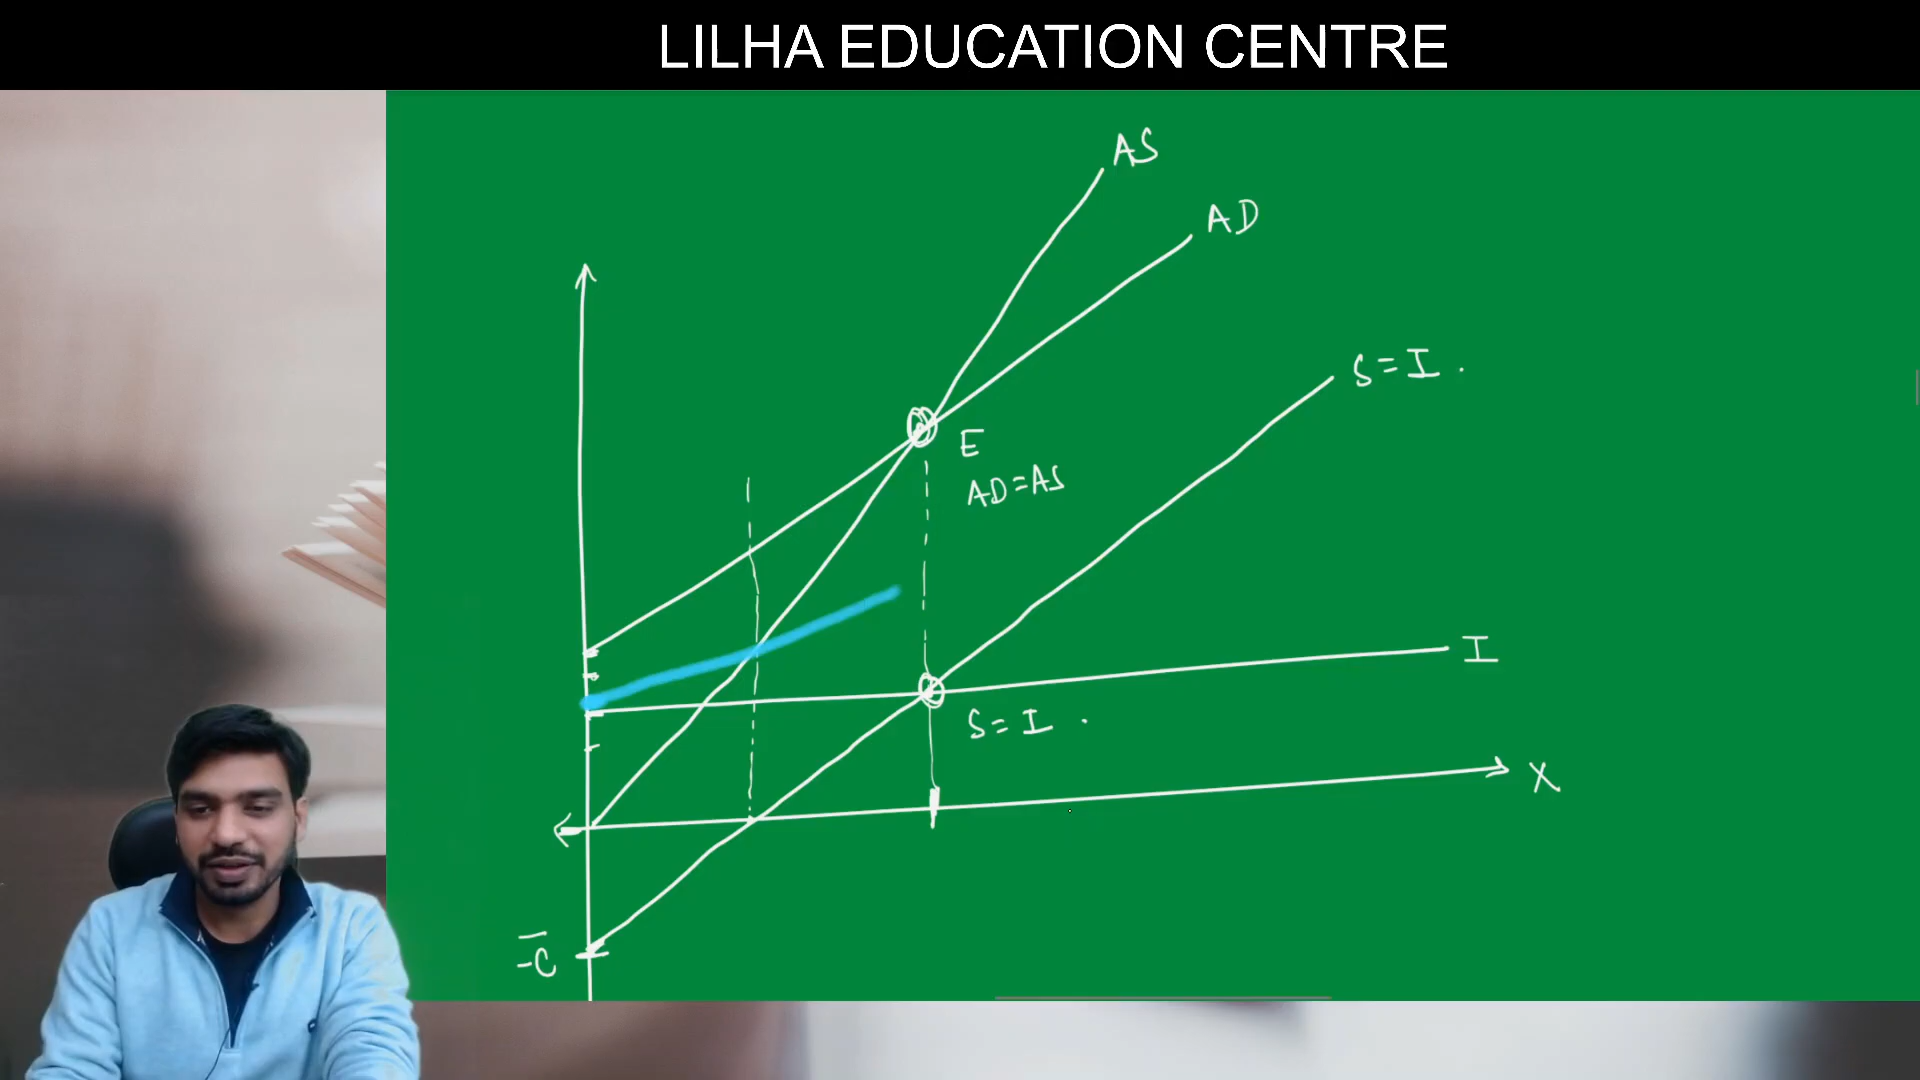 LILHA EDUCATION CENTRE
AS
AD
S=I.
E
AD=AS
I
S=I.
X
-C̅